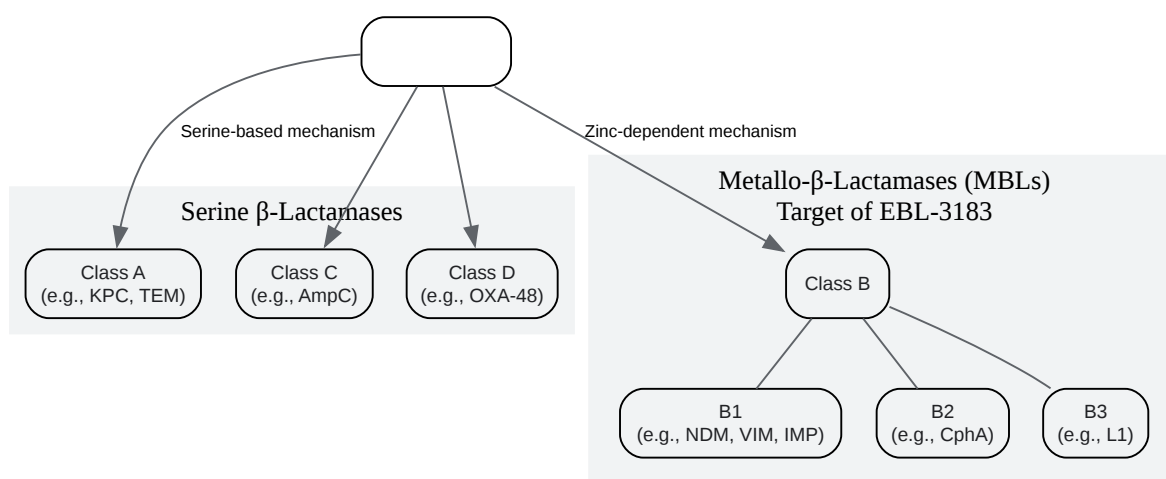 Serine-based mechanism
Zinc-dependent mechanism
Serine β-Lactamases
Metallo-β-Lactamases (MBLs)
Target of EBL-3183
Class A
(e.g., KPC, TEM)
Class C
(e.g., AmpC)
Class D
(e.g., OXA-48)
Class B
B1
(e.g., NDM, VIM, IMP)
B2
(e.g., CphA)
B3
(e.g., L1)